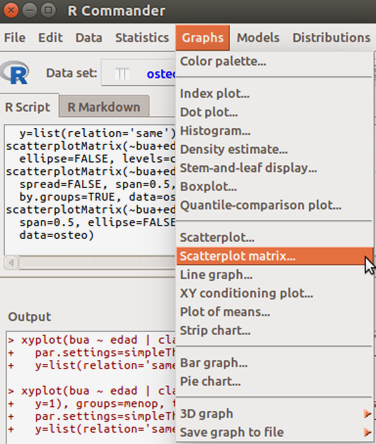 R Commander
File Edit Data Statistics Graphs Models Distributions
R Data set: osteo
R Script R Markdown
y=list(relation='same')
scatterplotMatrix(~bua+ed
ellipse=FALSE, levels=c
scatterplotMatrix(~bua+ed
spread=FALSE, span=0.5,
by.groups=TRUE, data=os
scatterplotMatrix(~bua+ed
span=0.5, ellipse=FALSE
data=osteo)
Color palette...
Index plot...
Dot plot...
Histogram...
Density estimate...
Stem-and-leaf display...
Boxplot...
Quantile-comparison plot...
Scatterplot...
Scatterplot matrix...
Line graph...
XY conditioning plot...
Plot of means...
Strip chart...
Bar graph...
Pie chart...
3D graph
Save graph to file
Output
> xyplot(bua ~ edad | cla
+ par.settings=simpleTh
+ y=list(relation="same
> xyplot(bua ~ edad | cla
+ y=1), groups=menop, t
+ par.settings=simpleTh
+ y=list(relation="same